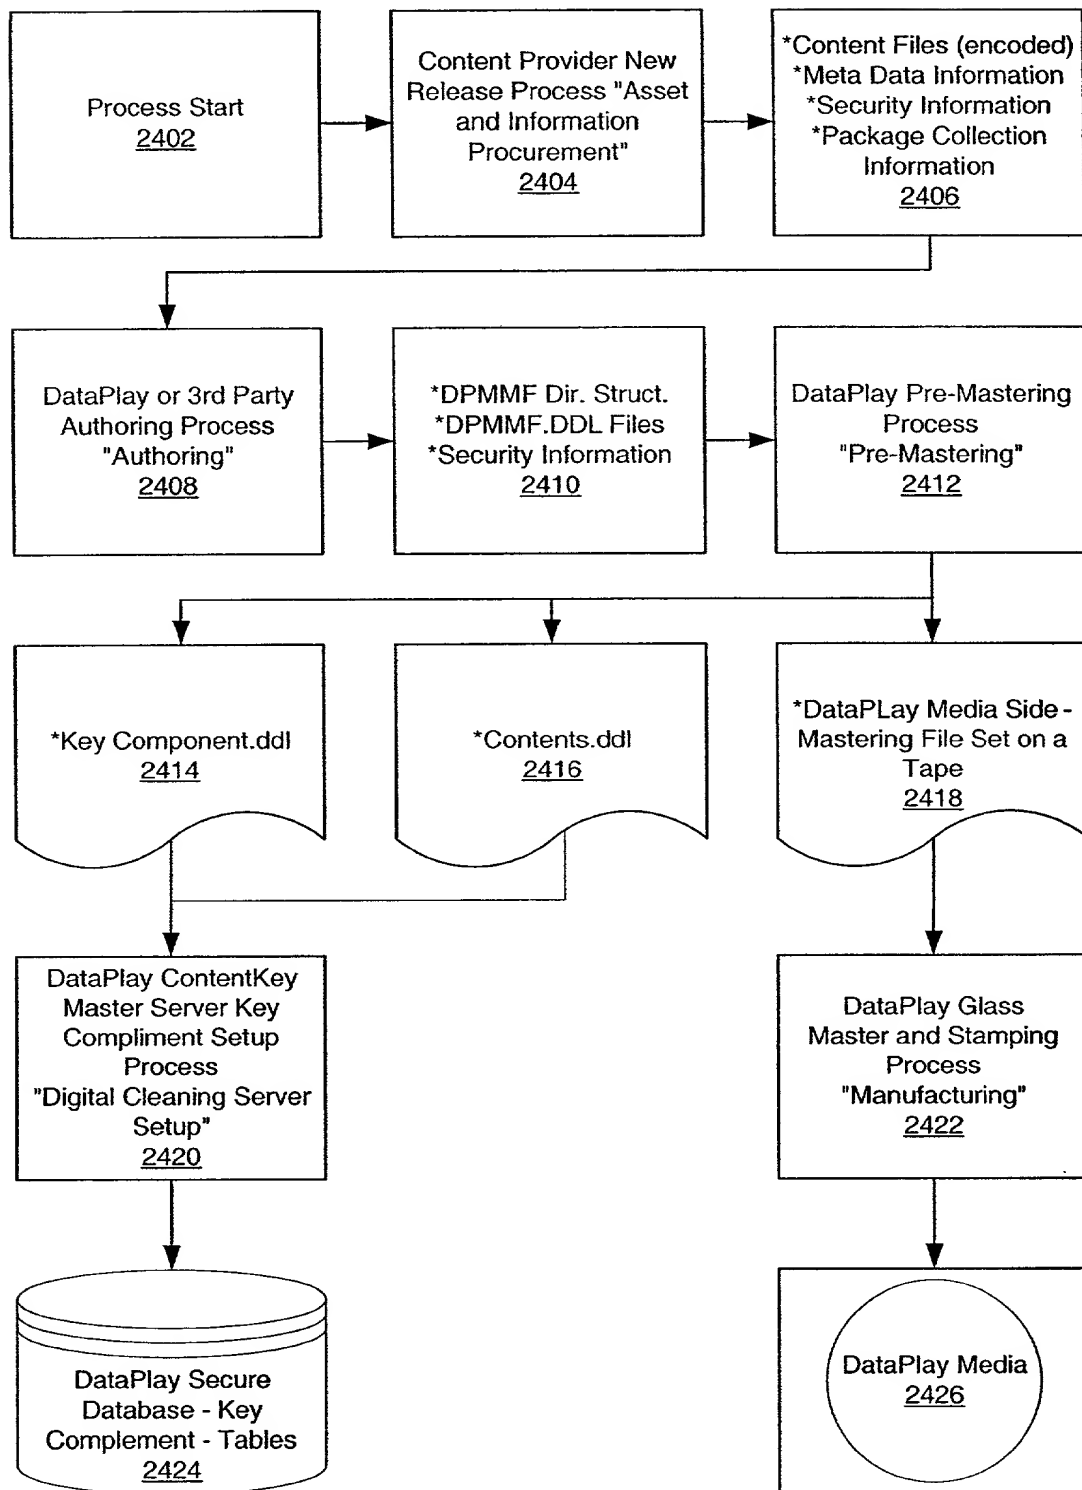 Process Start
2402
Content Provider New
Release Process "Asset
and Information
Procurement"
2404
*Content Files (encoded)
*Meta Data Information
*Security Information
*Package Collection
Information
2406
DataPlay or 3rd Party
Authoring Process
"Authoring"
2408
*DPMMF Dir. Struct.
*DPMMF.DDL Files
*Security Information
2410
DataPlay Pre-Mastering
Process
"Pre-Mastering"
2412
*Key Component.ddl
2414
*Contents.ddl
2416
*DataPLay Media Side -
Mastering File Set on a
Tape
2418
DataPlay ContentKey
Master Server Key
Compliment Setup
Process
"Digital Cleaning Server
Setup"
2420
DataPlay Glass
Master and Stamping
Process
"Manufacturing"
2422
DataPlay Secure
Database - Key
Complement - Tables
2424
DataPlay Media
2426